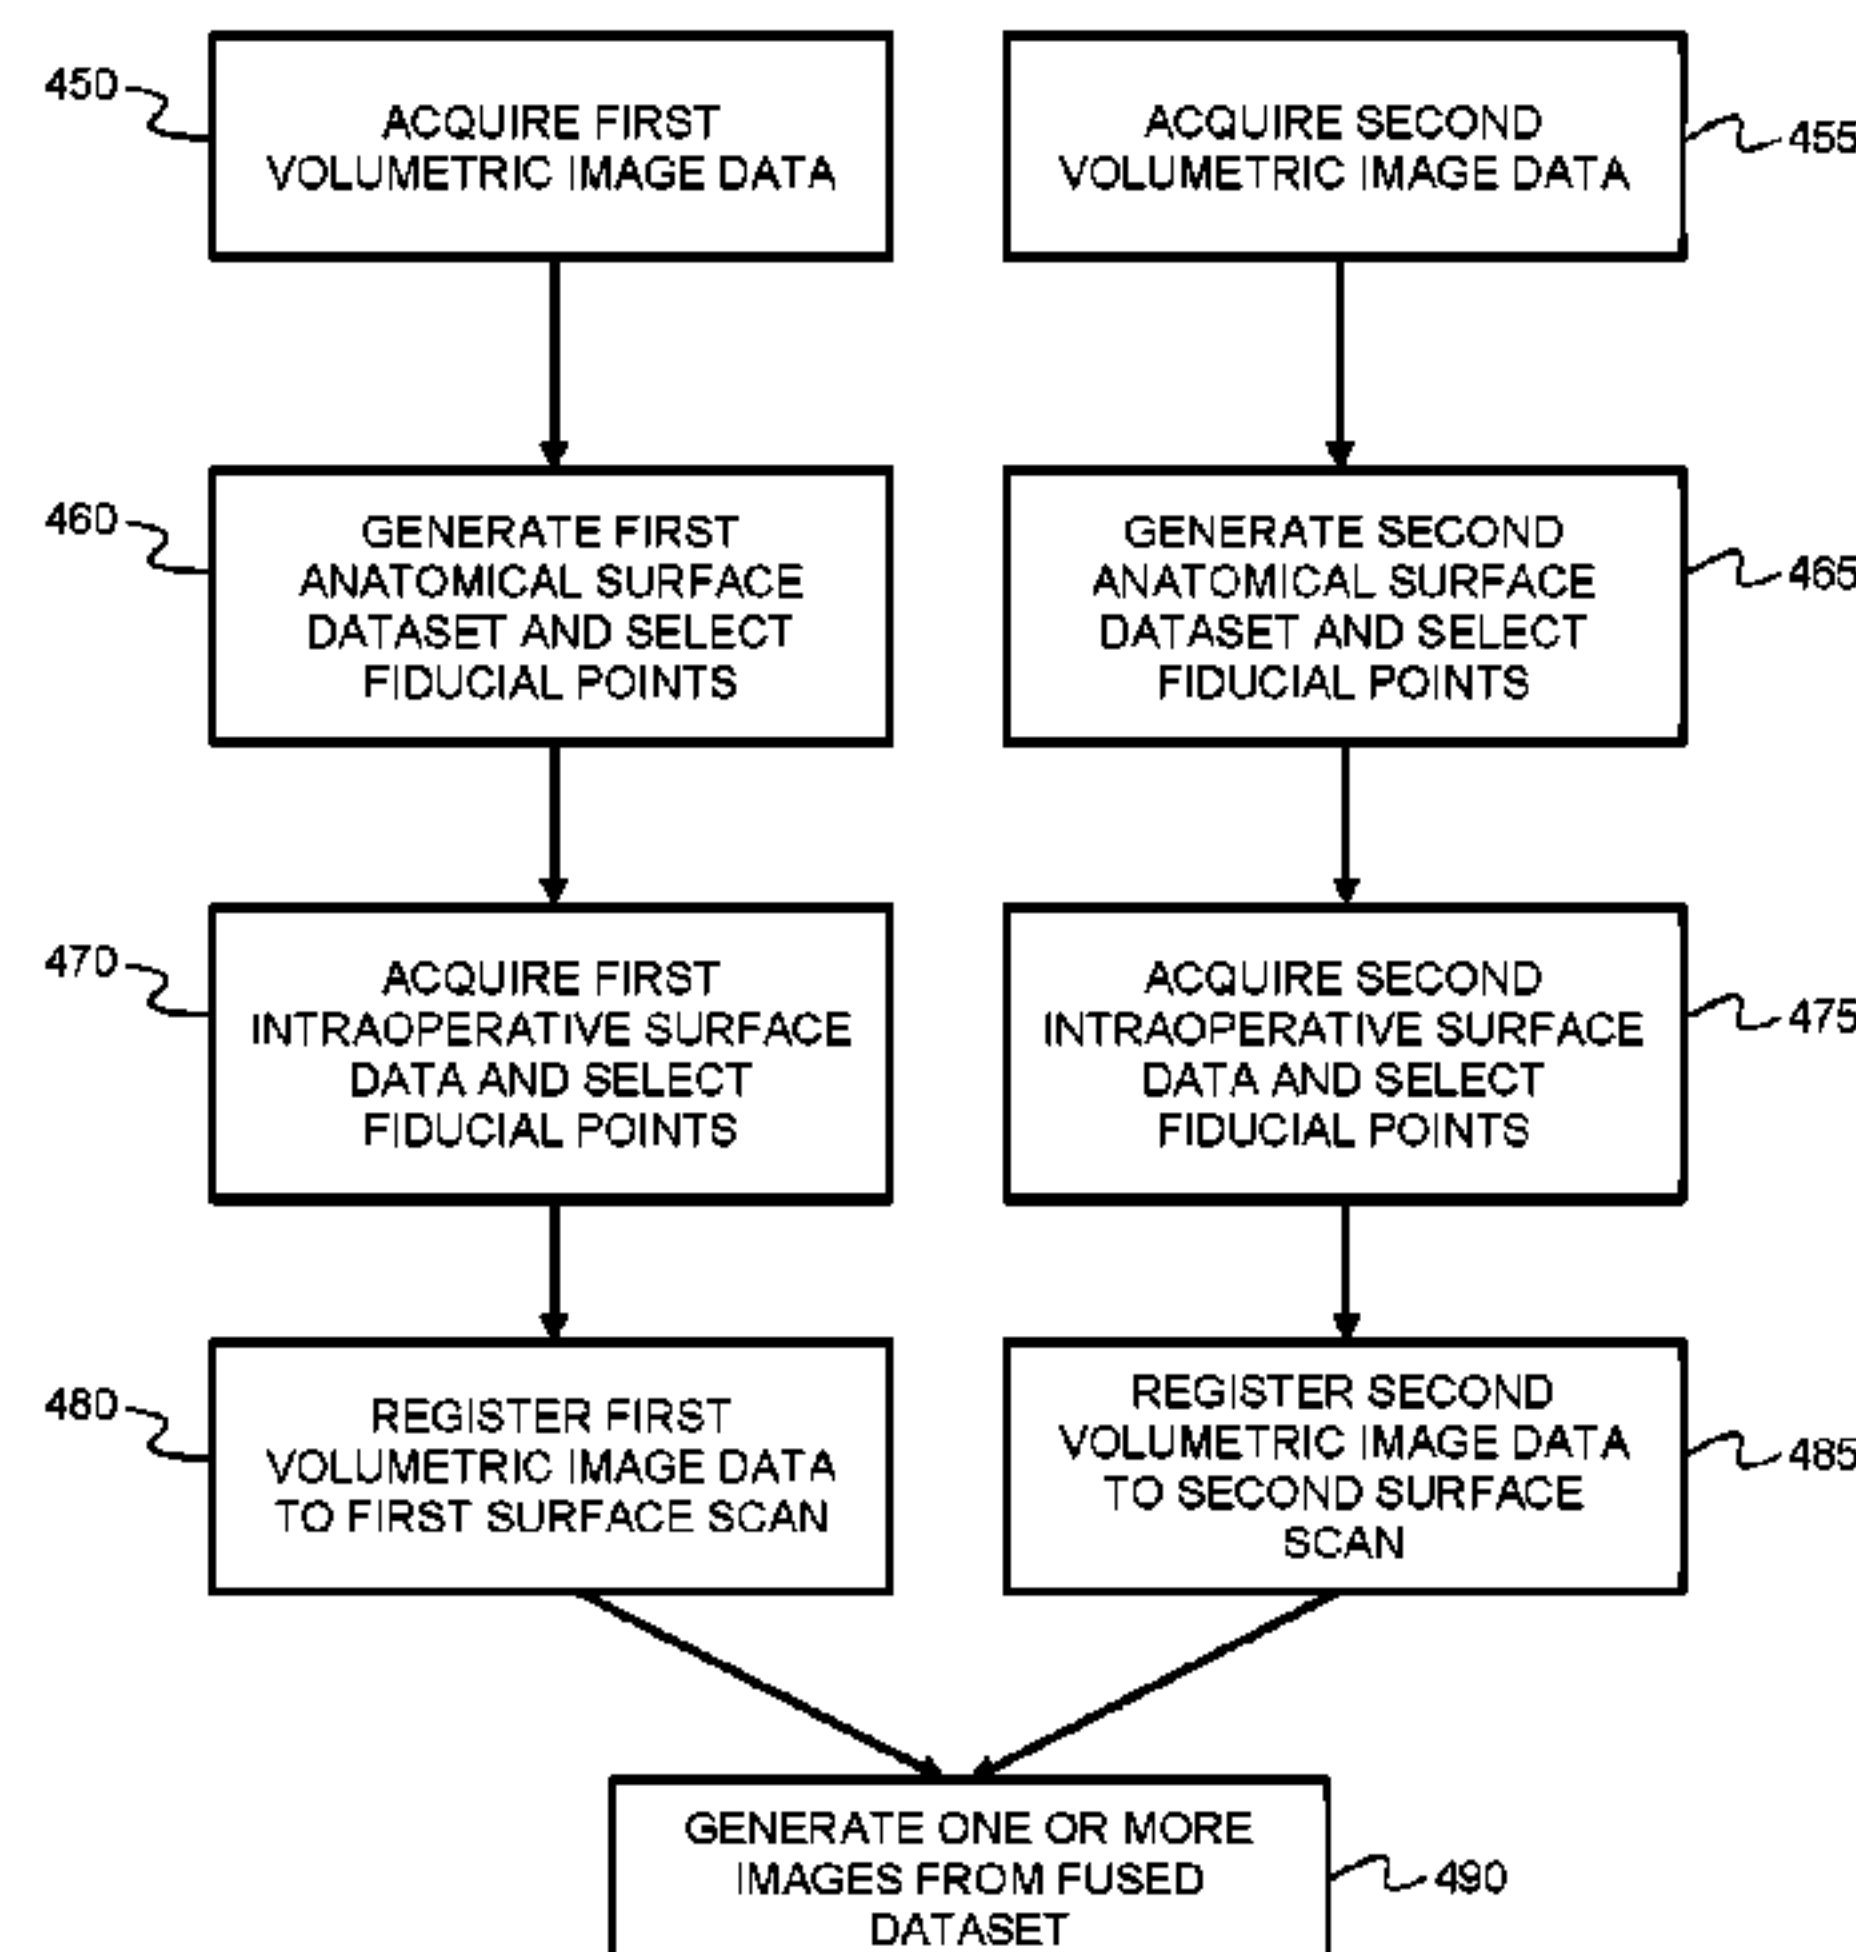 450
ACQUIRE FIRST
VOLUMETRIC IMAGE DATA
ACQUIRE SECOND
VOLUMETRIC IMAGE DATA
455
460
GENERATE FIRST
ANATOMICAL SURFACE
DATASET AND SELECT
FIDUCIAL POINTS
GENERATE SECOND
ANATOMICAL SURFACE
DATASET AND SELECT
FIDUCIAL POINTS
465
470
ACQUIRE FIRST
INTRAOPERATIVE SURFACE
DATA AND SELECT
FIDUCIAL POINTS
ACQUIRE SECOND
INTRAOPERATIVE SURFACE
DATA AND SELECT
FIDUCIAL POINTS
475
480
REGISTER FIRST
VOLUMETRIC IMAGE DATA
TO FIRST SURFACE SCAN
REGISTER SECOND
VOLUMETRIC IMAGE DATA
TO SECOND SURFACE
SCAN
485
GENERATE ONE OR MORE
IMAGES FROM FUSED
DATASET
490